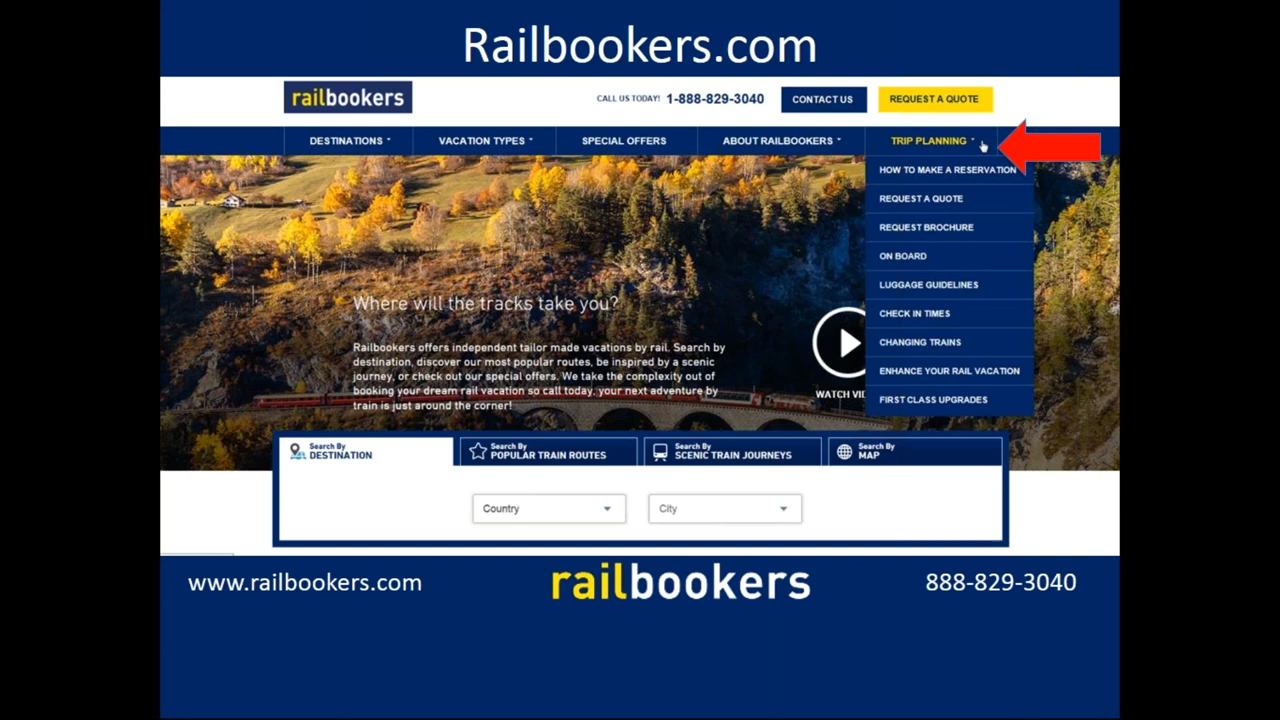 Railbookers.com
railbookers
CALL US TODAY! 1-888-829-3040
CONTACT US
REQUEST A QUOTE
DESTINATIONS
VACATION TYPES
SPECIAL OFFERS
ABOUT RAILBOOKERS
TRIP PLANNING
HOW TO MAKE A RESERVATION
REQUEST A QUOTE
REQUEST BROCHURE
ON BOARD
LUGGAGE GUIDELINES
CHECK IN TIMES
CHANGING TRAINS
ENHANCE YOUR RAIL VACATION
FIRST CLASS UPGRADES
Where will the tracks take you?
Railbookers offers independent tailor made vacations by rail. Search by
destination, discover our most popular routes, be inspired by a scenic
journey, or check out our special offers. We take the complexity out of
booking your dream rail vacation so call today, your next adventure by
train is just around the corner!
WATCH VI
Search By
DESTINATION
Search By
POPULAR TRAIN ROUTES
Search By
SCENIC TRAIN JOURNEYS
Search By
MAP
Country
City
www.railbookers.com
railbookers
888-829-3040